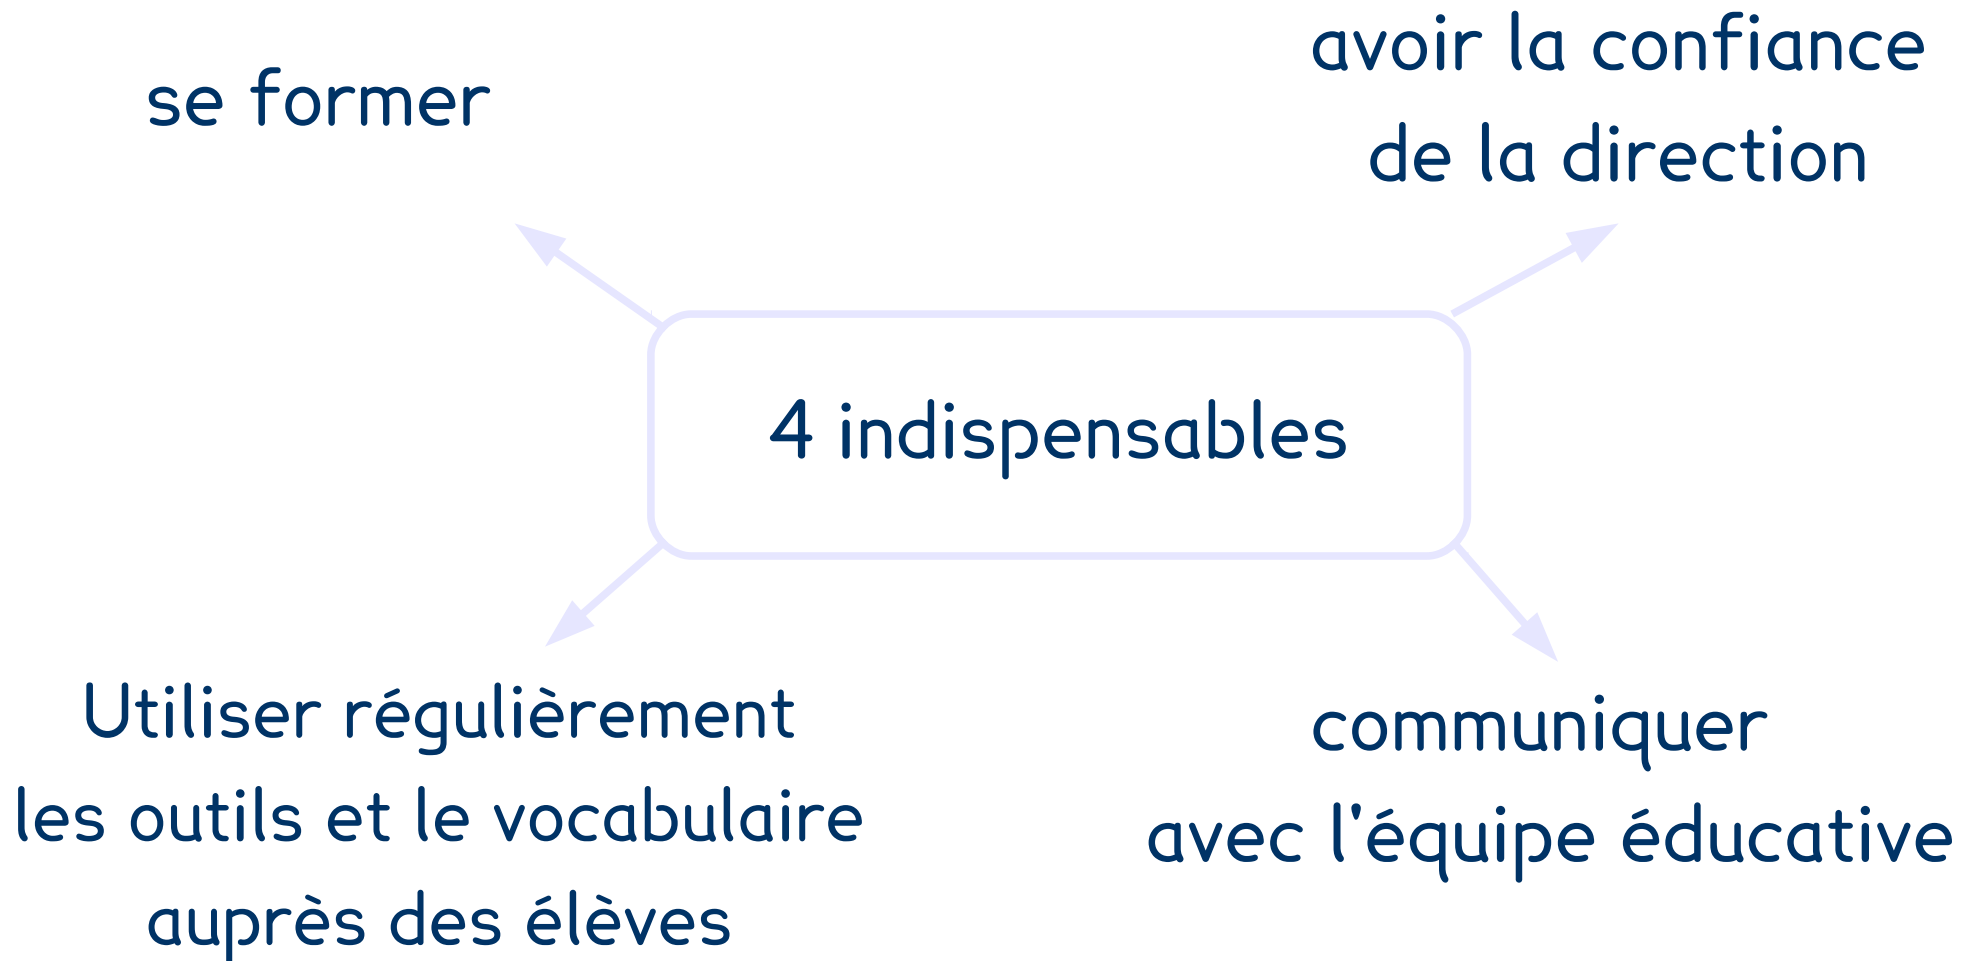 se former
avoir la confiance
de la direction
4 indispensables
Utiliser régulièrement
les outils et le vocabulaire
auprès des élèves
communiquer
avec l'équipe éducative